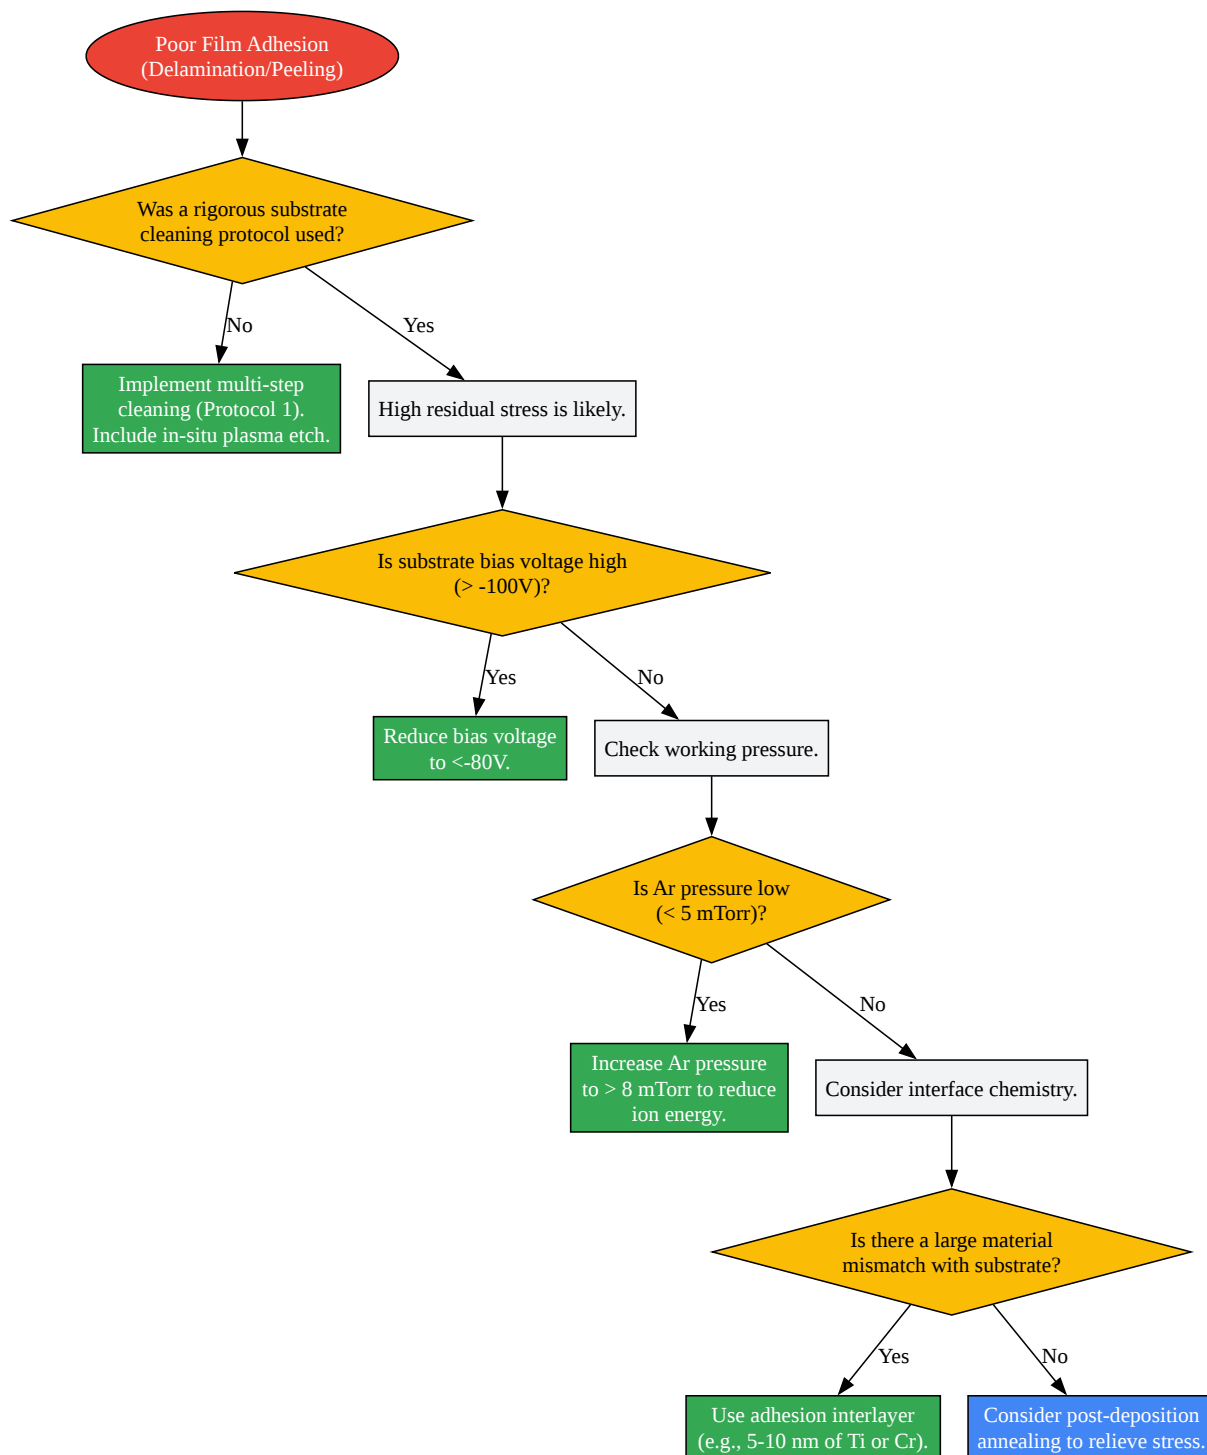 Poor Film Adhesion
(Delamination/Peeling)
Was a rigorous substrate
cleaning protocol used?
No
Yes
Implement multi-step
cleaning (Protocol 1).
Include in-situ plasma etch.
High residual stress is likely.
Is substrate bias voltage high
(> -100V)?
Yes
No
Reduce bias voltage
to <-80V.
Check working pressure.
Is Ar pressure low
(< 5 mTorr)?
Yes
No
Increase Ar pressure
to > 8 mTorr to reduce
ion energy.
Consider interface chemistry.
Is there a large material
mismatch with substrate?
Yes
No
Use adhesion interlayer
(e.g., 5-10 nm of Ti or Cr).
Consider post-deposition
annealing to relieve stress.